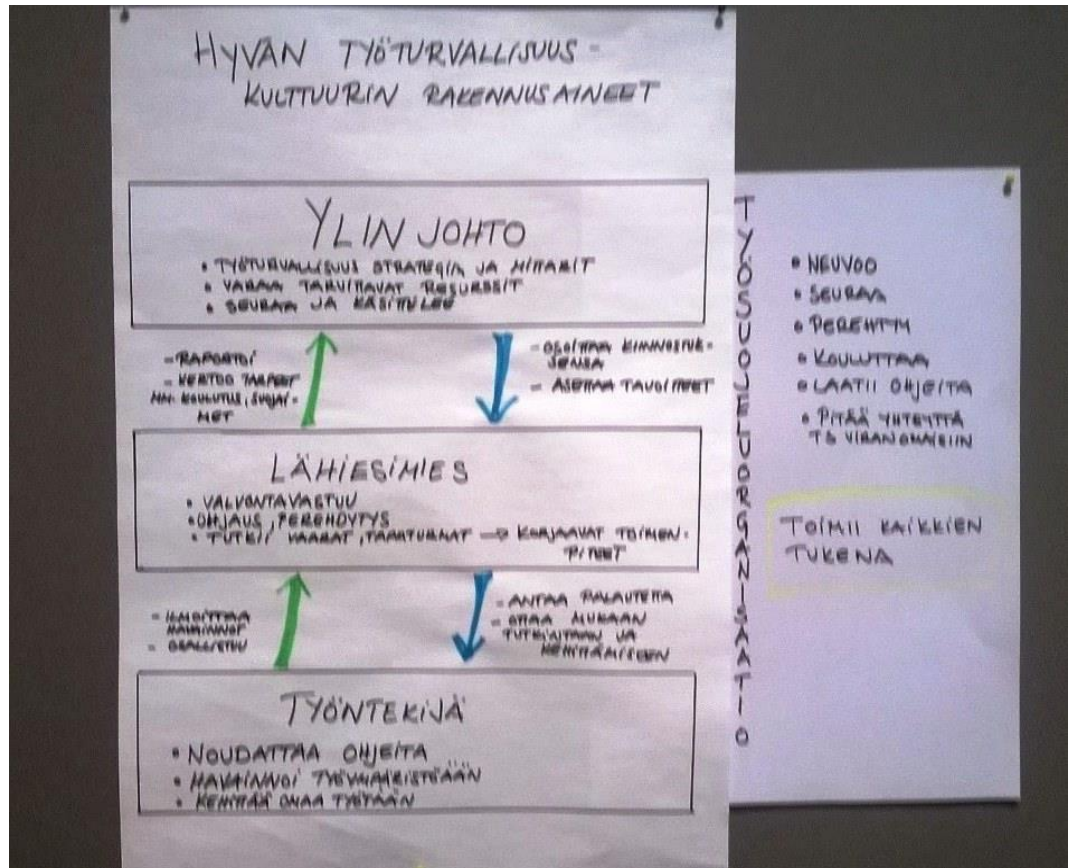 HYVÄN TYÖTURVALLISUUS-
KULTTUURIN RAKENNUSAINEET
YLIN JOHTO
• TYÖTURVALLISUUS STRATEGIA JA MITTARIT
• VARAA TARVITTAVAT RESURSSIT
• SEURAA JA KÄSITTELEE
- RAPORTOI
- KERTOO TARPEET
MM. KOULUTUS, SUOJAI-
MET
- OSOITTAA KIINNOSTUK-
SENSA
- ASETTAA TAVOITTEET
LÄHIESIMIES
• VALVONTAVASTUU
• OHJAUS, PEREHDYTYS
• TUTKII VAARAT, TAPATURMAT → KORJAAVAT TOIMEN-
PITEET
- ILMOITTAA
HAVAINNOT
- OSALLISTUU
- ANTAA PALAUTETTA
- OTTAA MUKAAN
TUTKINTAAN JA
KEHITTÄMISEEN
TYÖNTEKIJÄ
• NOUDATTAA OHJEITA
• HAVAINNOI TYÖYMPÄRISTÖÄÄN
• KEHITTÄÄ OMAA TYÖTÄÄN
TYÖSUOJELUORGANISAATIO
• NEUVOO
• SEURAA
• PEREHTYY
• KOULUTTAA
• LAATII OHJEITA
• PITÄÄ YHTEYTTÄ
TS VIRANOMAISIIN
TOIMII KAIKKIEN
TUKENA